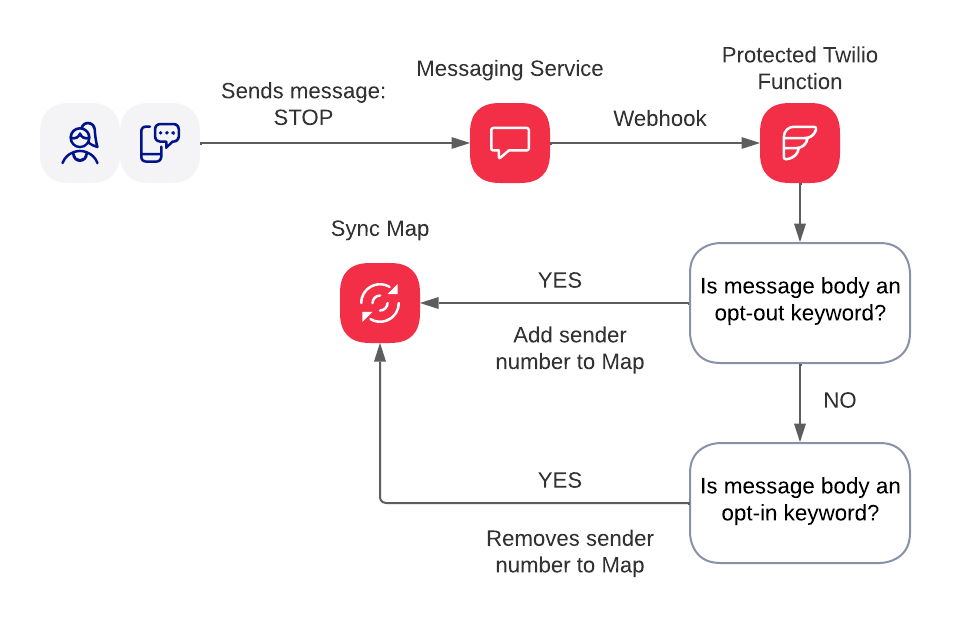 Protected Twilio
Function
Messaging Service
Sends message:
STOP
Webhook
Sync Map
YES
Is message body an
opt-out keyword?
Add sender
number to Map
NO
YES
Is message body an
opt-in keyword?
Removes sender
number to Map